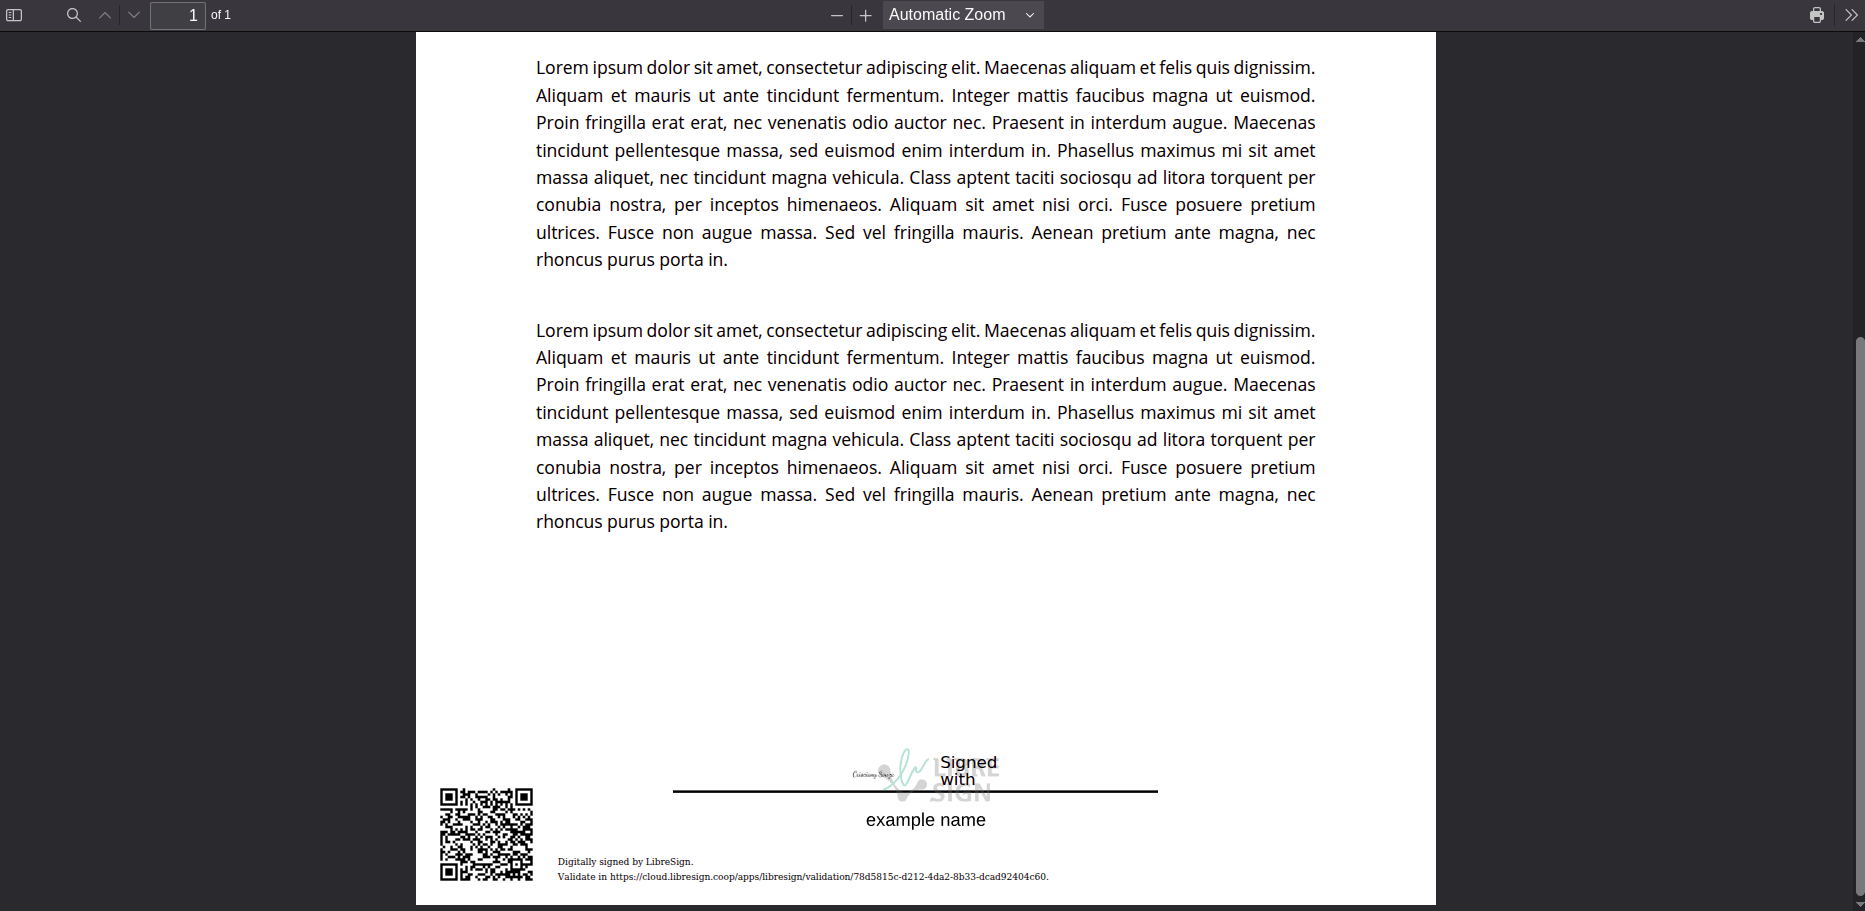 1 of 1 Automatic Zoom
Lorem ipsum dolor sit amet, consectetur adipiscing elit. Maecenas aliquam et felis quis dignissim.
Aliquam et mauris ut ante tincidunt fermentum. Integer mattis faucibus magna ut euismod.
Proin fringilla erat erat, nec venenatis odio auctor nec. Praesent in interdum augue. Maecenas
tincidunt pellentesque massa, sed euismod enim interdum in. Phasellus maximus mi sit amet
massa aliquet, nec tincidunt magna vehicula. Class aptent taciti sociosqu ad litora torquent per
conubia nostra, per inceptos himenaeos. Aliquam sit amet nisi orci. Fusce posuere pretium
ultrices. Fusce non augue massa. Sed vel fringilla mauris. Aenean pretium ante magna, nec
rhoncus purus porta in.
Lorem ipsum dolor sit amet, consectetur adipiscing elit. Maecenas aliquam et felis quis dignissim.
Aliquam et mauris ut ante tincidunt fermentum. Integer mattis faucibus magna ut euismod.
Proin fringilla erat erat, nec venenatis odio auctor nec. Praesent in interdum augue. Maecenas
tincidunt pellentesque massa, sed euismod enim interdum in. Phasellus maximus mi sit amet
massa aliquet, nec tincidunt magna vehicula. Class aptent taciti sociosqu ad litora torquent per
conubia nostra, per inceptos himenaeos. Aliquam sit amet nisi orci. Fusce posuere pretium
ultrices. Fusce non augue massa. Sed vel fringilla mauris. Aenean pretium ante magna, nec
rhoncus purus porta in.
Signed
with
LIBRE
SIGN
example name
Digitally signed by LibreSign.
Validate in https://cloud.libresign.coop/apps/libresign/validation/78d5815c-d212-4da2-8b33-dcad92404c60.